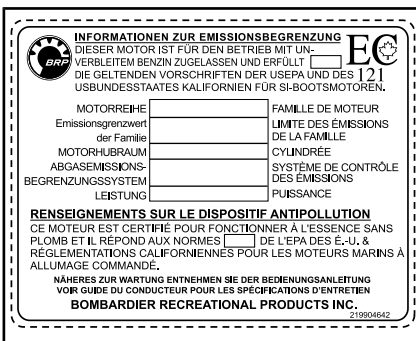 INFORMATIONEN ZUR EMISSIONSBEGRENZUNG
DIESER MOTOR IST FÜR DEN BETRIEB MIT UN-
VERBLEITEM BENZIN ZUGELASSEN UND ERFÜLLT
DIE GELTENDEN VORSCHRIFTEN DER USEPA UND DES
USBUNDESSTAATES KALIFORNIEN FÜR SI-BOOTSMOTOREN.
BRP
EC
121
MOTORREIHE FAMILLE DE MOTEUR
Emissionsgrenzwert LIMITE DES ÉMISSIONS
der Familie DE LA FAMILLE
MOTORHUBRAUM CYLINDRÉE
ABGASEMISSIONS- SYSTÈME DE CONTRÔLE
BEGRENZUNGSSYSTEM DES ÉMISSIONS
LEISTUNG PUISSANCE
RENSEIGNEMENTS SUR LE DISPOSITIF ANTIPOLLUTION
CE MOTEUR EST CERTIFIÉ POUR FONCTIONNER À L'ESSENCE SANS
PLOMB ET IL RÉPOND AUX NORMES DE L'EPA DES É.-U. &
RÉGLEMENTATIONS CALIFORNIENNES POUR LES MOTEURS MARINS À
ALLUMAGE COMMANDÉ.
NÄHERES ZUR WARTUNG ENTNEHMEN SIE DER BEDIENUNGSANLEITUNG
VOIR GUIDE DU CONDUCTEUR POUR LES SPÉCIFICATIONS D'ENTRETIEN
BOMBARDIER RECREATIONAL PRODUCTS INC.
219904642